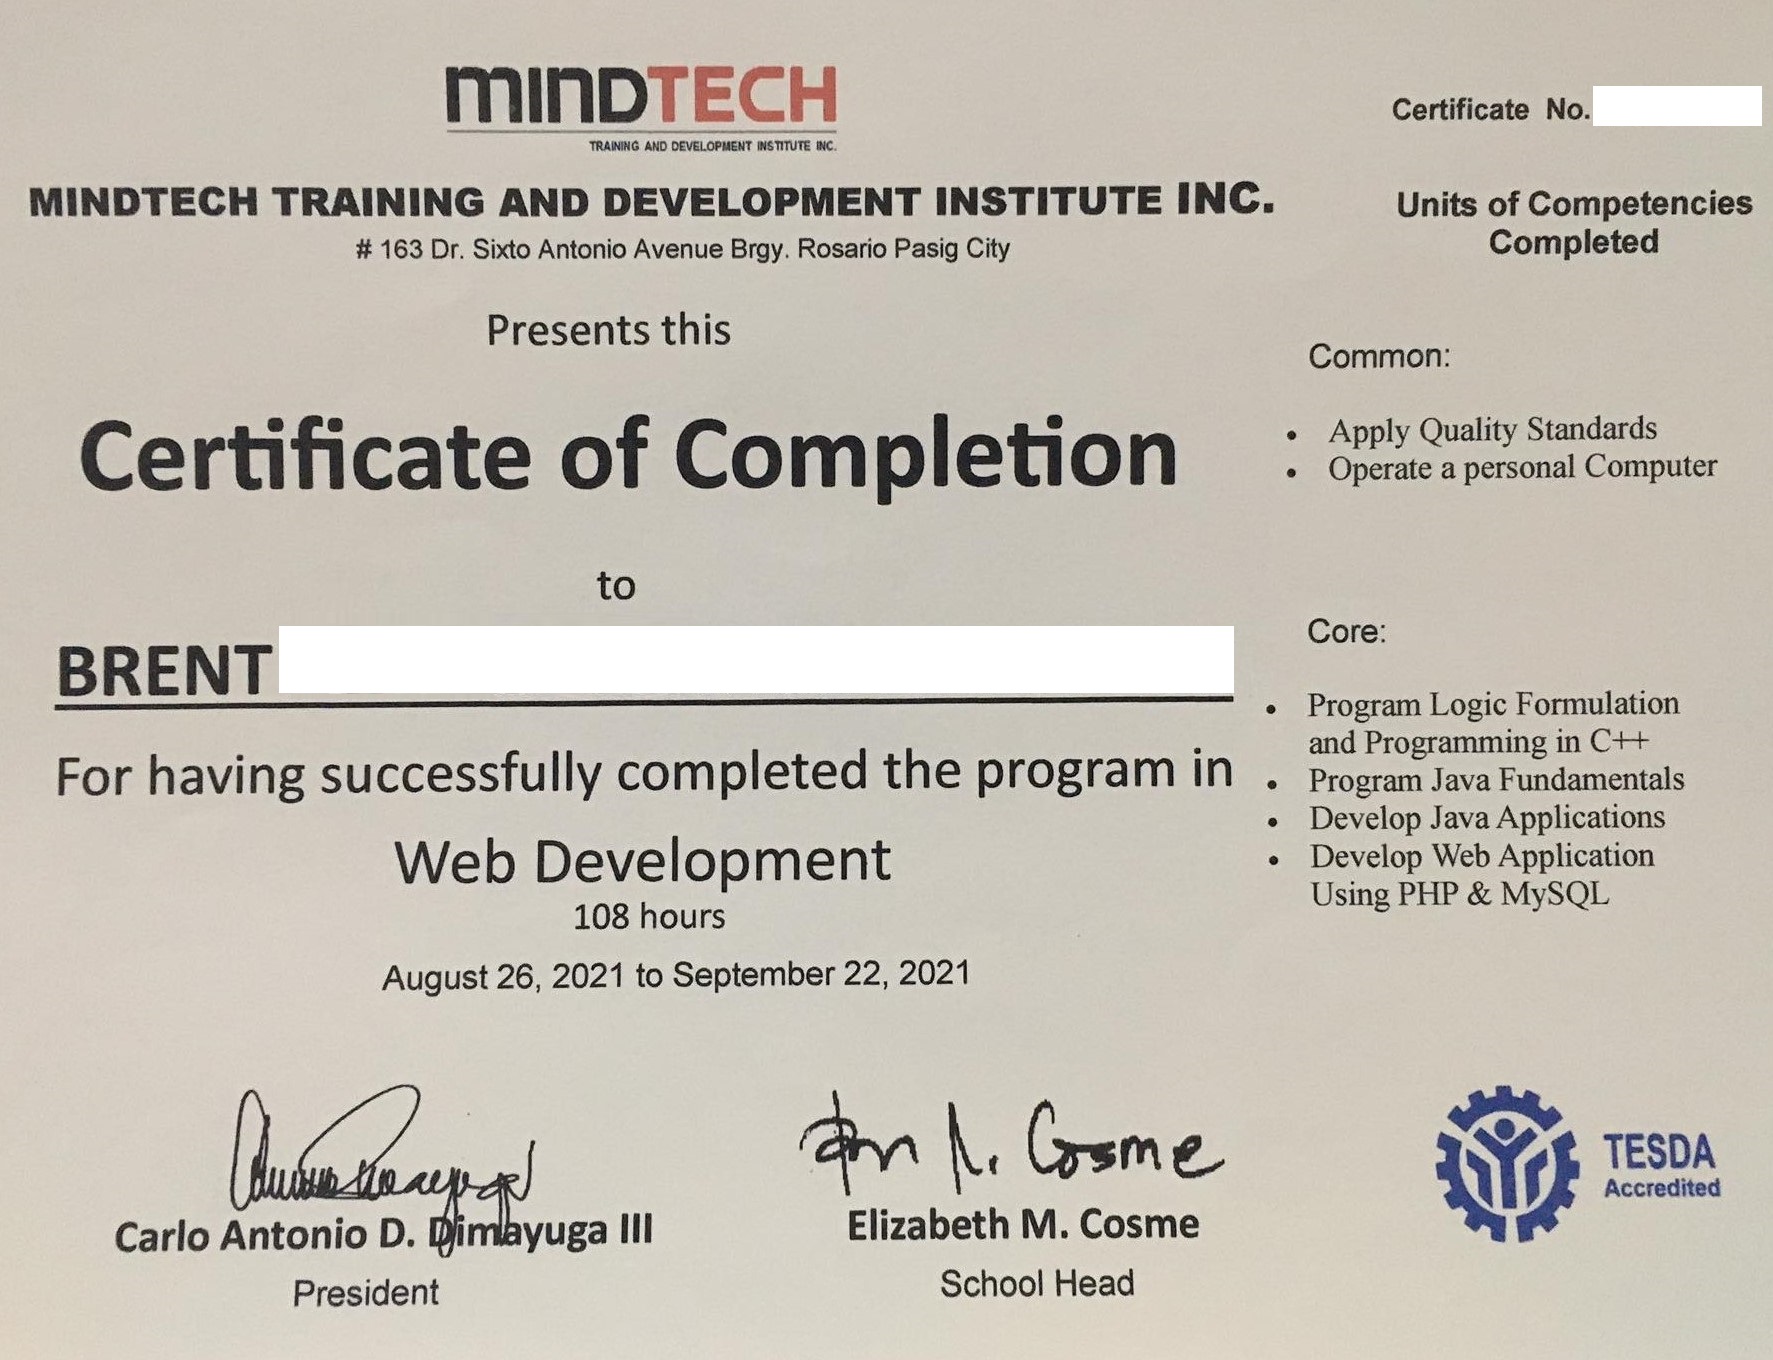 MINDTECH
TRAINING AND DEVELOPMENT INSTITUTE INC.
MINDTECH TRAINING AND DEVELOPMENT INSTITUTE INC.
# 163 Dr. Sixto Antonio Avenue Brgy. Rosario Pasig City
Presents this
Certificate of Completion
to
BRENT
For having successfully completed the program in
Web Development
108 hours
August 26, 2021 to September 22, 2021
Carlo Antonio D. Dimayuga III
President
Cosme
Elizabeth M. Cosme
School Head
Certificate No.
Units of Competencies
Completed
Common:
• Apply Quality Standards
• Operate a personal Computer
Core:
• Program Logic Formulation
and Programming in C++
• Program Java Fundamentals
• Develop Java Applications
• Develop Web Application
Using PHP & MySQL
TESDA
Accredited